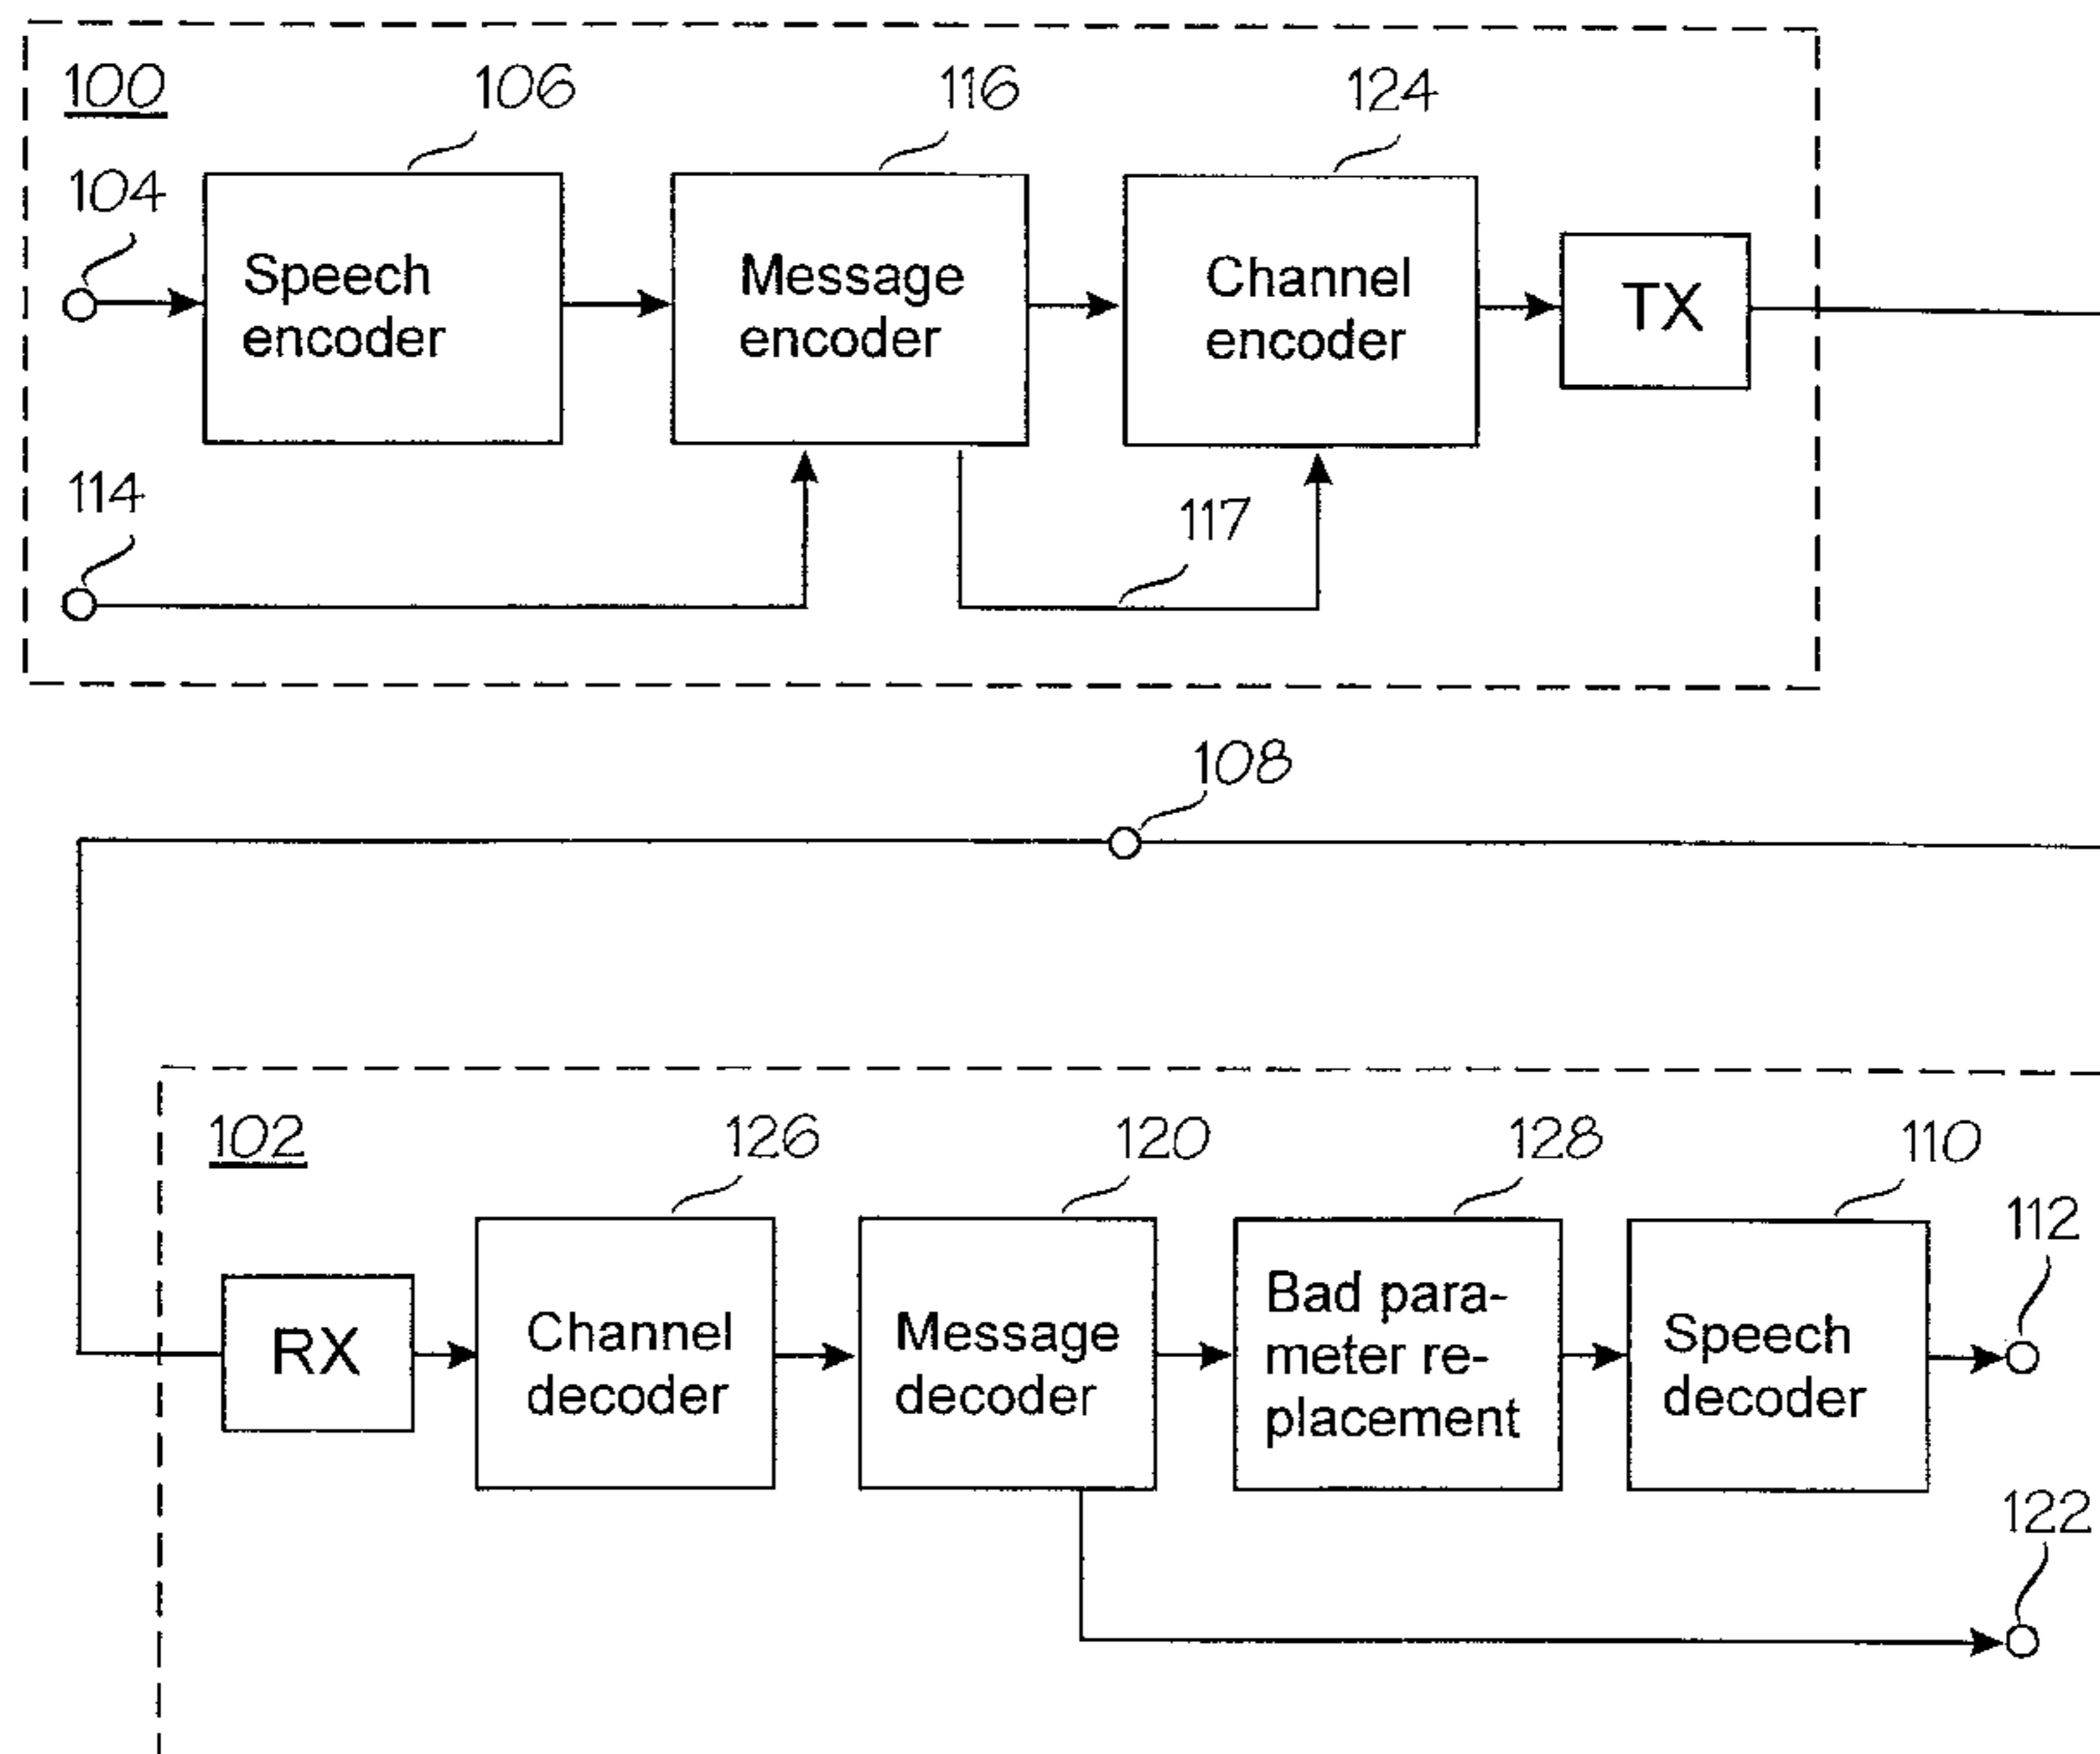 100
106
116
124
104
Speech
encoder
Message
encoder
Channel
encoder
TX
114
117
108
102
126
120
128
110
112
RX
Channel
decoder
Message
decoder
Bad para-
meter re-
placement
Speech
decoder
122